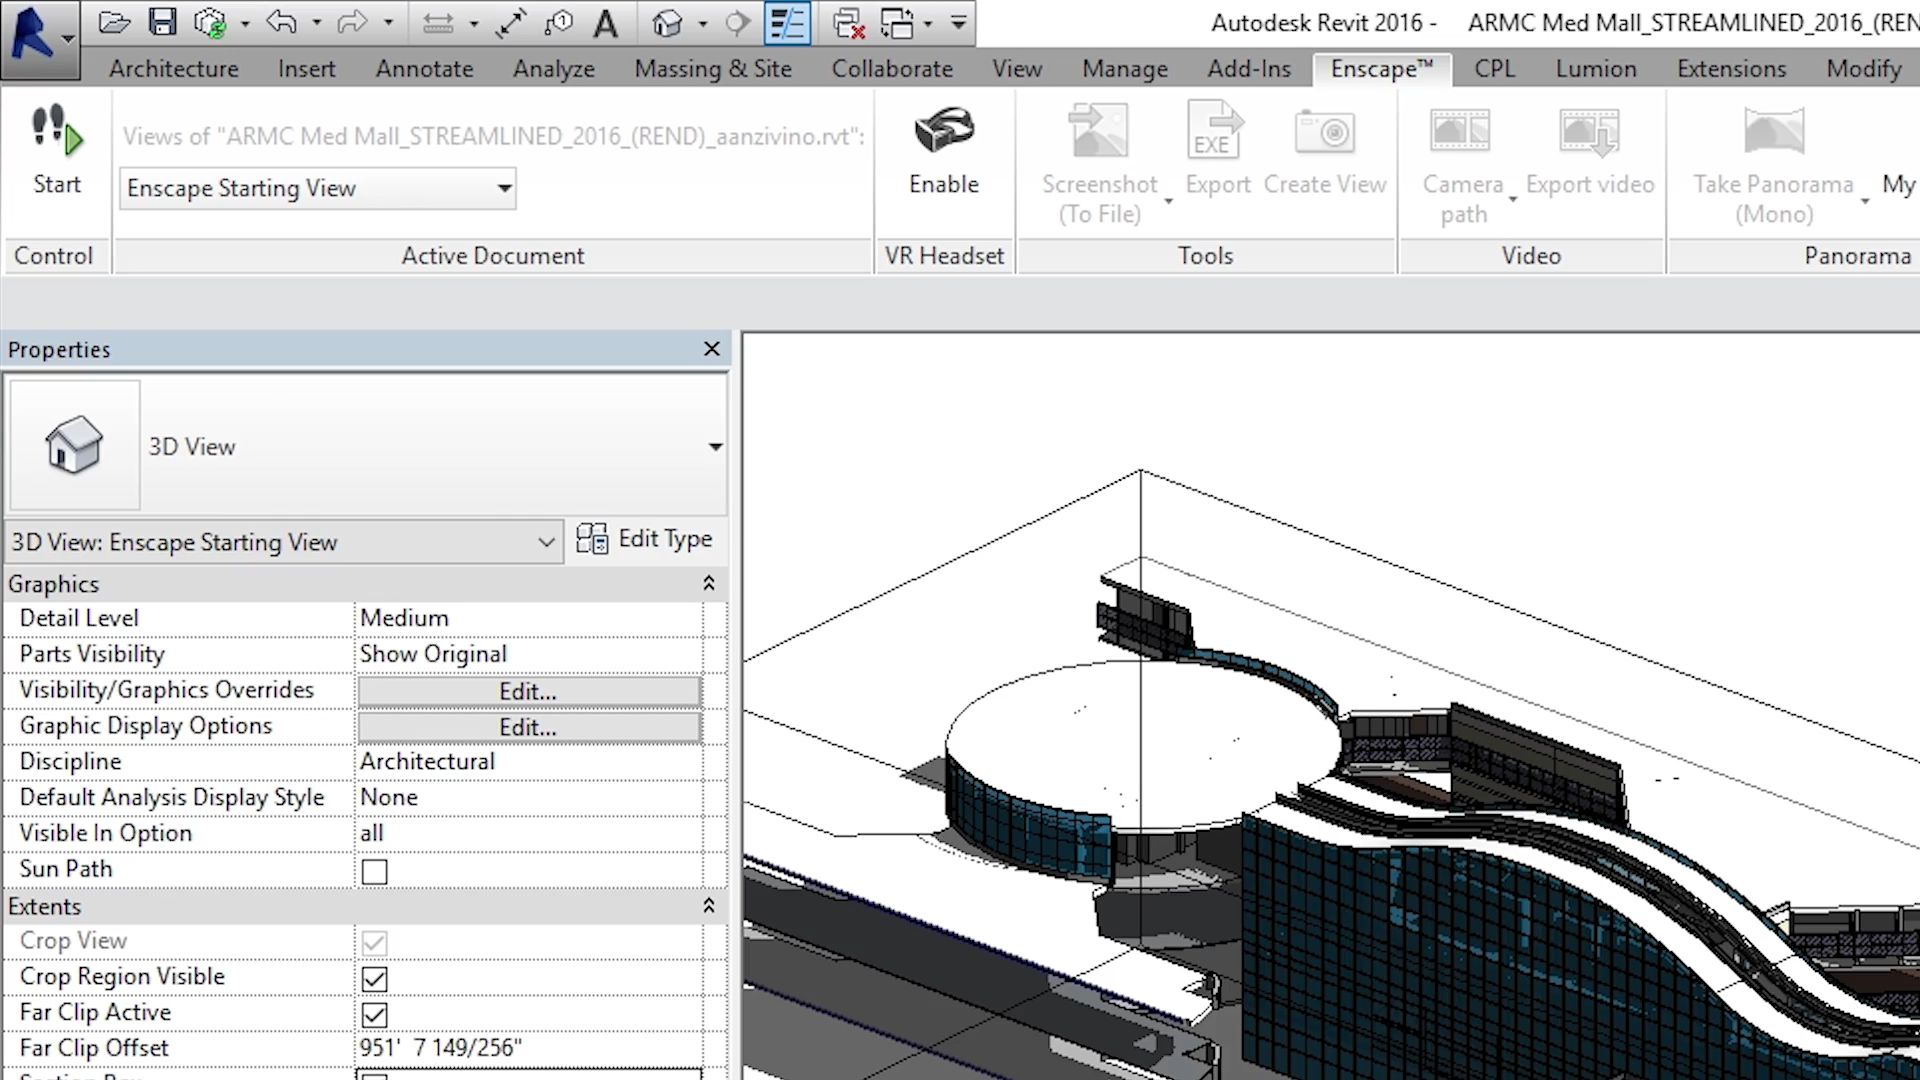 Autodesk Revit 2016 - ARMC Med Mall_STREAMLINED_2016_(REN
Architecture Insert Annotate Analyze Massing & Site Collaborate View Manage Add-Ins Enscape™ CPL Lumion Extensions Modify
Views of "ARMC Med Mall_STREAMLINED_2016_(REND)_aanzivino.rvt":
Start
Enscape Starting View
Enable
Screenshot
(To File)
EXE
Export
Create View
Camera
path
Export video
Take Panorama
(Mono)
My
Control
Active Document
VR Headset
Tools
Video
Panorama
Properties
3D View
3D View: Enscape Starting View
Edit Type
Graphics
Detail Level Medium
Parts Visibility Show Original
Visibility/Graphics Overrides Edit...
Graphic Display Options Edit...
Discipline Architectural
Default Analysis Display Style None
Visible In Option all
Sun Path
Extents
Crop View
Crop Region Visible
Far Clip Active
Far Clip Offset 951' 7 149/256"